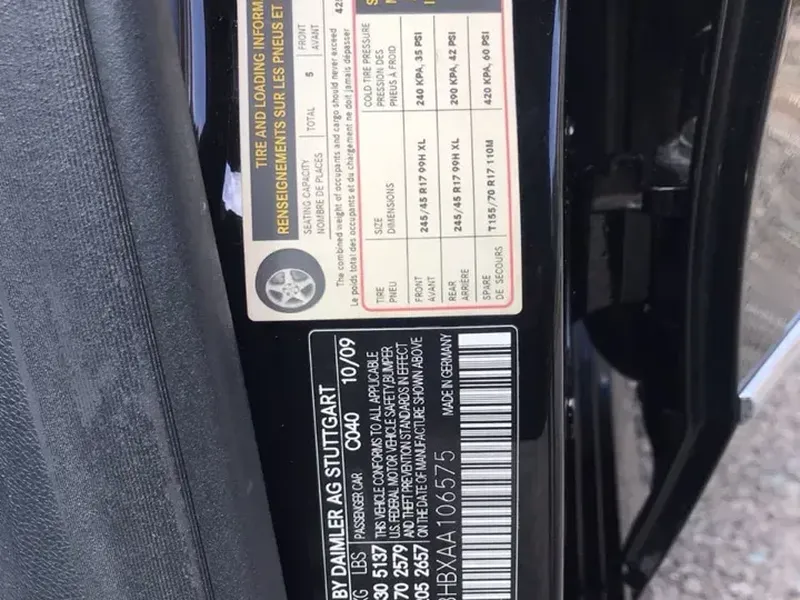 TIRE AND LOADING INFORM
RENSEIGNEMENTS SUR LES PNEUS ET
SEATING CAPACITY
NOMBRE DE PLACES
TOTAL 5
FRONT
AVANT
The combined weight of occupants and cargo should never exceed
Le poids total des occupants et du chargement ne doit jamais dépasser
TIRE
PNEU
SIZE
DIMENSIONS
COLD TIRE PRESSURE
PRESSION DES
PNEUS À FROID
FRONT
AVANT
245/45 R17 99H XL
240 KPA, 35 PSI
REAR
ARRIÈRE
245/45 R17 99H XL
290 KPA, 42 PSI
SPARE
DE SECOURS
T155/70 R17 110M
420 KPA, 60 PSI
BY DAIMLER AG STUTTGART
LBS PASSENGER CAR C040 10/09
30 5137 THIS VEHICLE CONFORMS TO ALL APPLICABLE
70 2579 U.S. FEDERAL MOTOR VEHICLE SAFETY, BUMPER
AND THEFT PREVENTION STANDARDS IN EFFECT
05 2657 ON THE DATE OF MANUFACTURE SHOWN ABOVE
HBXAA106575 MADE IN GERMANY